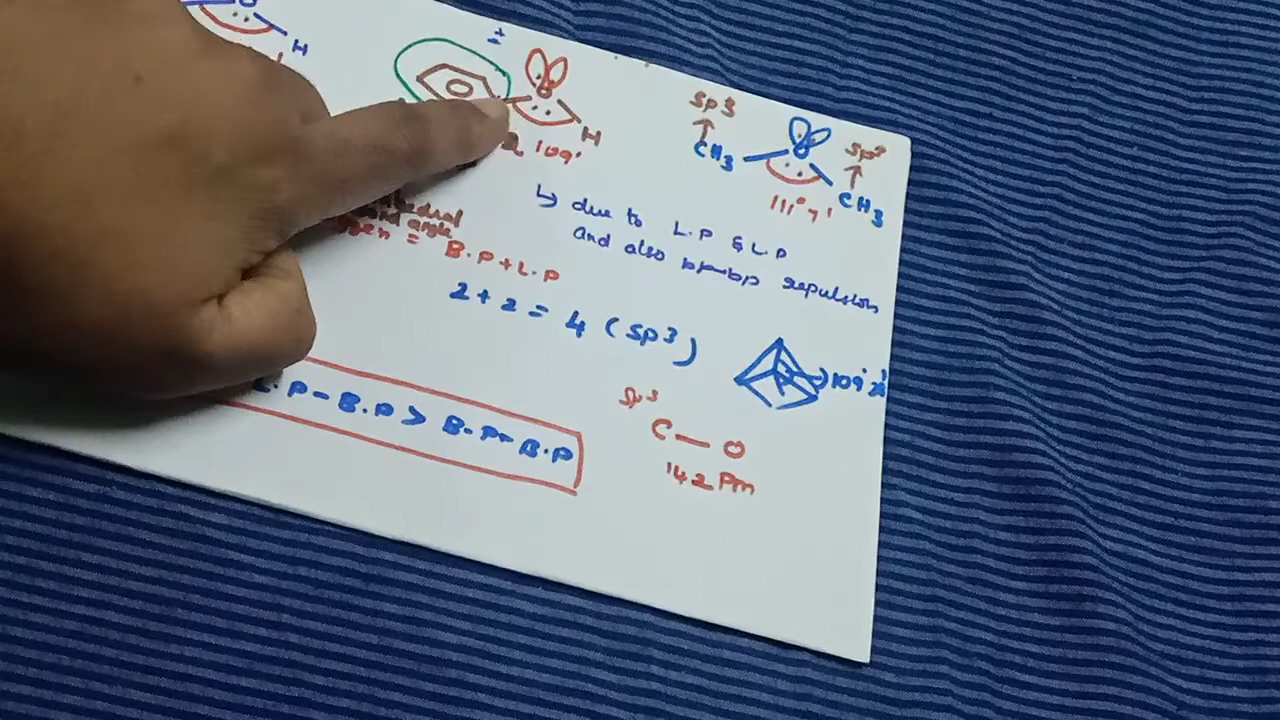 H
H
109°
Sp3
CH3
Sp3
CH3
111°7'
↳ due to L.P & L.P
and also bp-bp repulsion
= B.P + L.P
2 + 2 = 4 (Sp3)
109°28'
L.P - B.P > B.P - B.P
Sp3
C — O
142 Pm